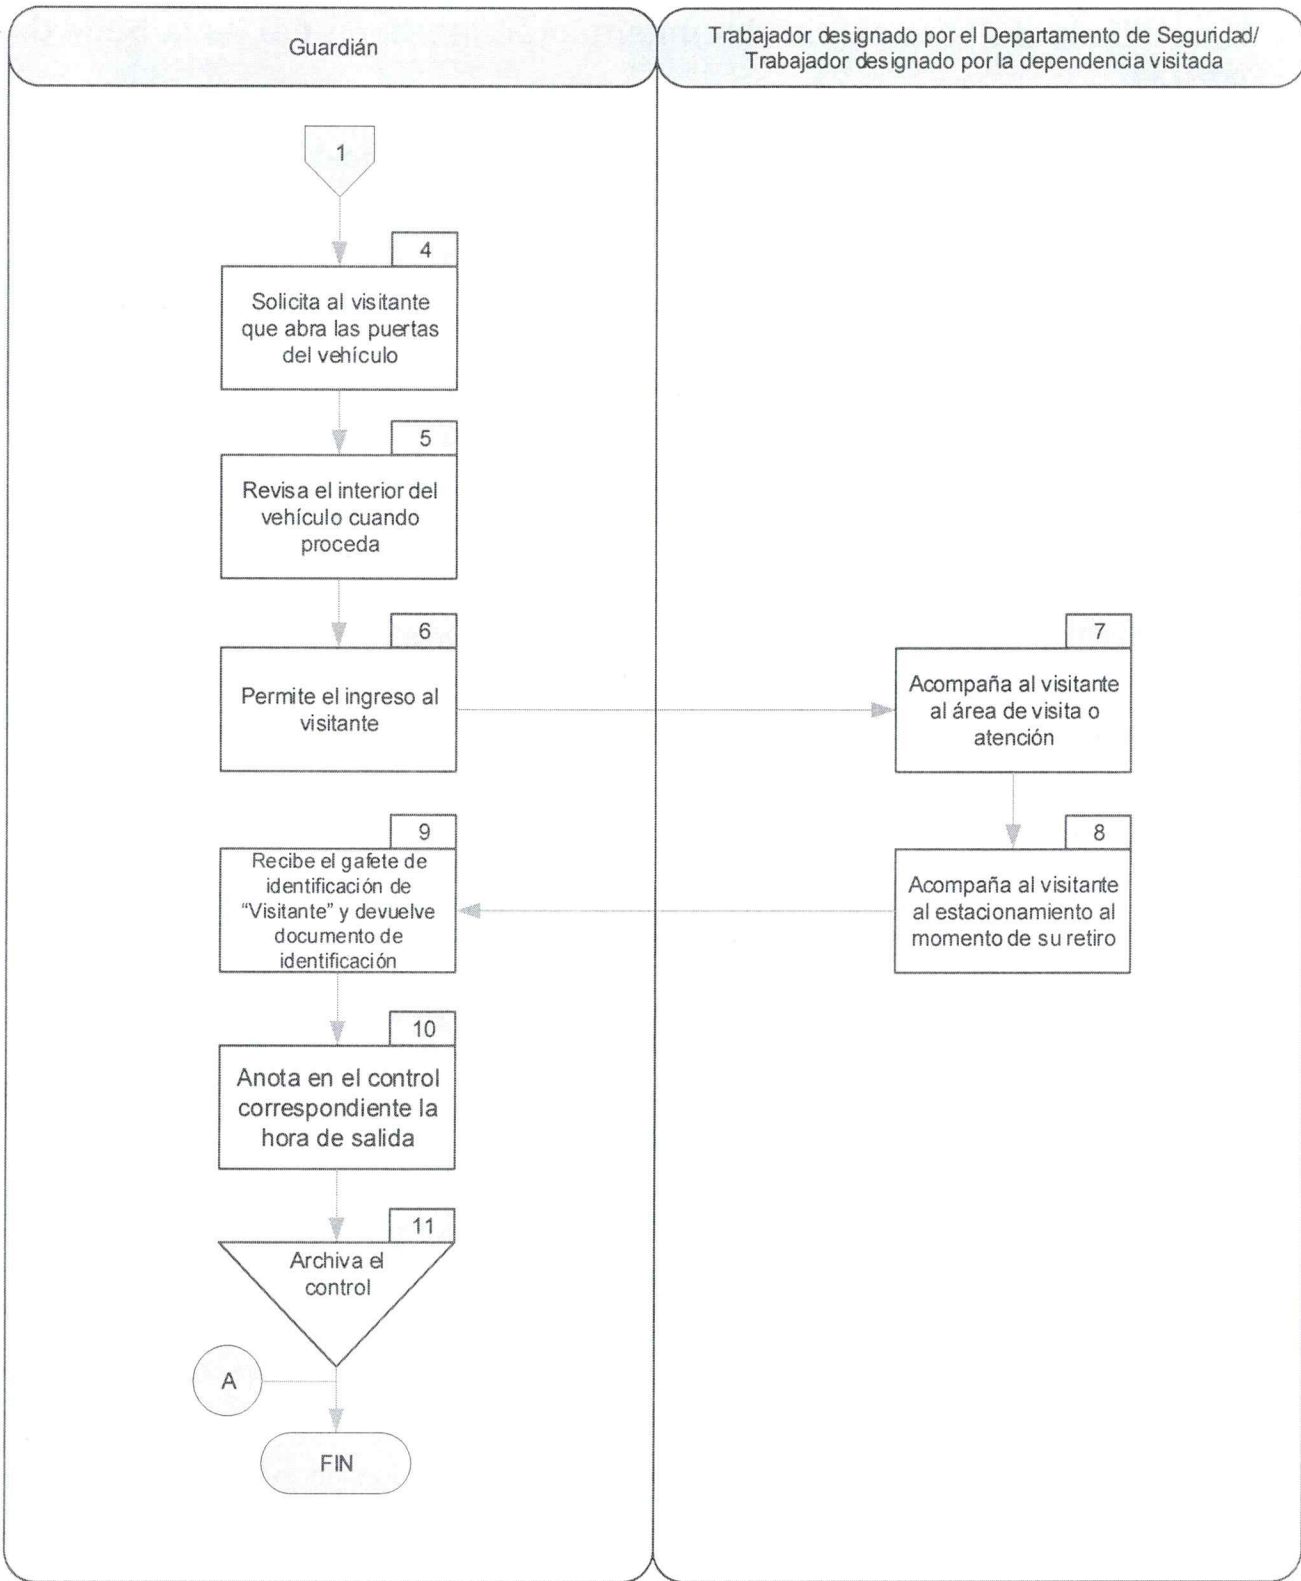 Guardián
Trabajador designado por el Departamento de Seguridad/
Trabajador designado por la dependencia visitada
1
4
Solicita al visitante
que abra las puertas
del vehículo
5
Revisa el interior del
vehículo cuando
proceda
6
Permite el ingreso al
visitante
7
Acompaña al visitante
al área de visita o
atención
8
Acompaña al visitante
al estacionamiento al
momento de su retiro
9
Recibe el gafete de
identificación de
“Visitante” y devuelve
documento de
identificación
10
Anota en el control
correspondiente la
hora de salida
11
Archiva el
control
A
FIN